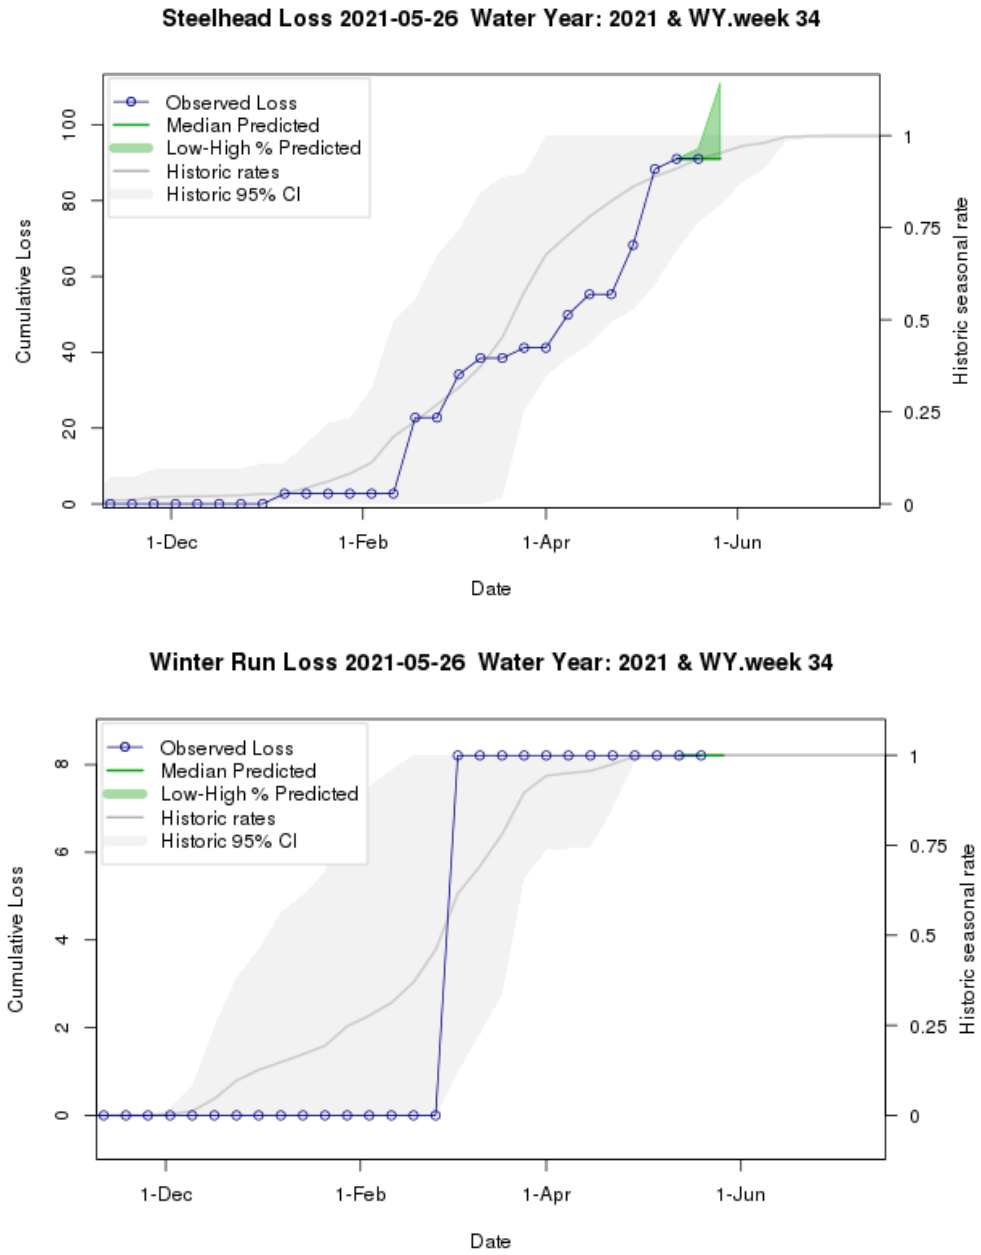 Steelhead Loss 2021-05-26 Water Year: 2021 & WY.week 34
Observed Loss
Median Predicted
Low-High % Predicted
Historic rates
Historic 95% CI
Cumulative Loss
100
80
60
40
20
0
1
0.75
0.5
0.25
0
Historic seasonal rate
1-Dec
1-Feb
1-Apr
1-Jun
Date
Winter Run Loss 2021-05-26 Water Year: 2021 & WY.week 34
Observed Loss
Median Predicted
Low-High % Predicted
Historic rates
Historic 95% CI
Cumulative Loss
8
6
4
2
0
1
0.75
0.5
0.25
0
Historic seasonal rate
1-Dec
1-Feb
1-Apr
1-Jun
Date